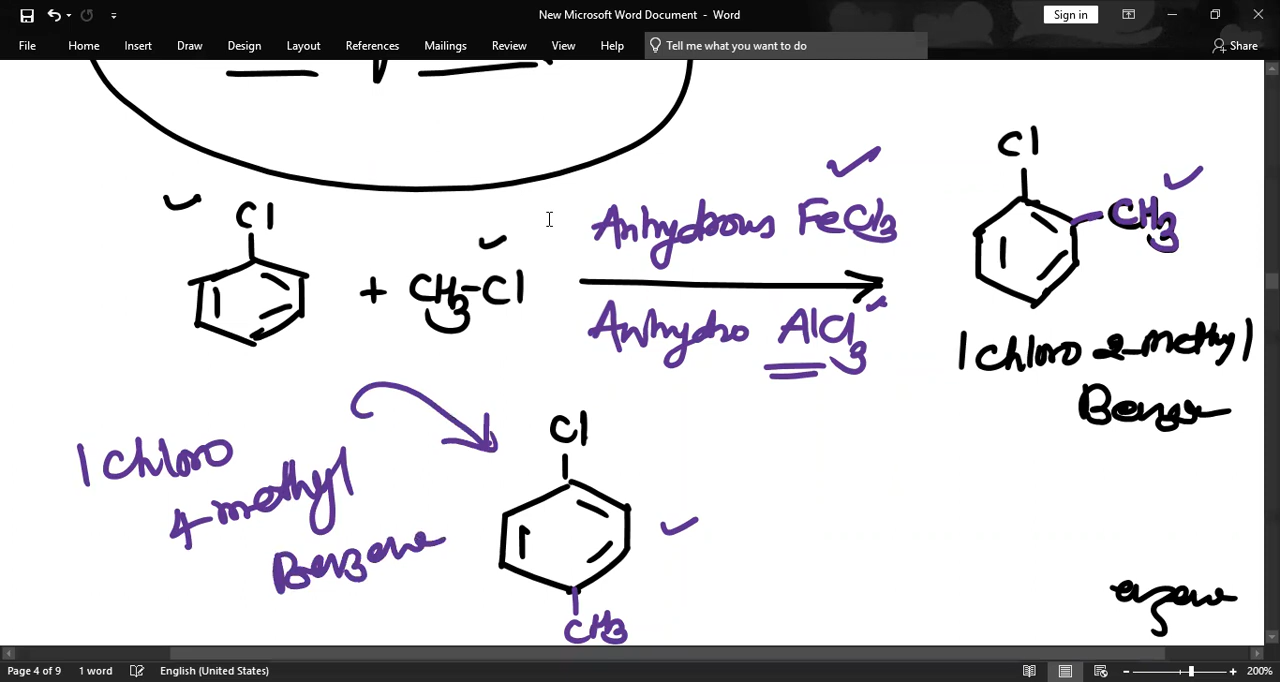 New Microsoft Word Document - Word
Sign in
File Home Insert Draw Design Layout References Mailings Review View Help Tell me what you want to do Share
Cl
+ CH3-Cl
Anhydrous FeCl3
Anhydro AlCl3
Cl
CH3
1 chloro 2-methyl
1 chloro
4-methyl
Benzene
Cl
CH3
Page 4 of 9 1 word English (United States) 200%